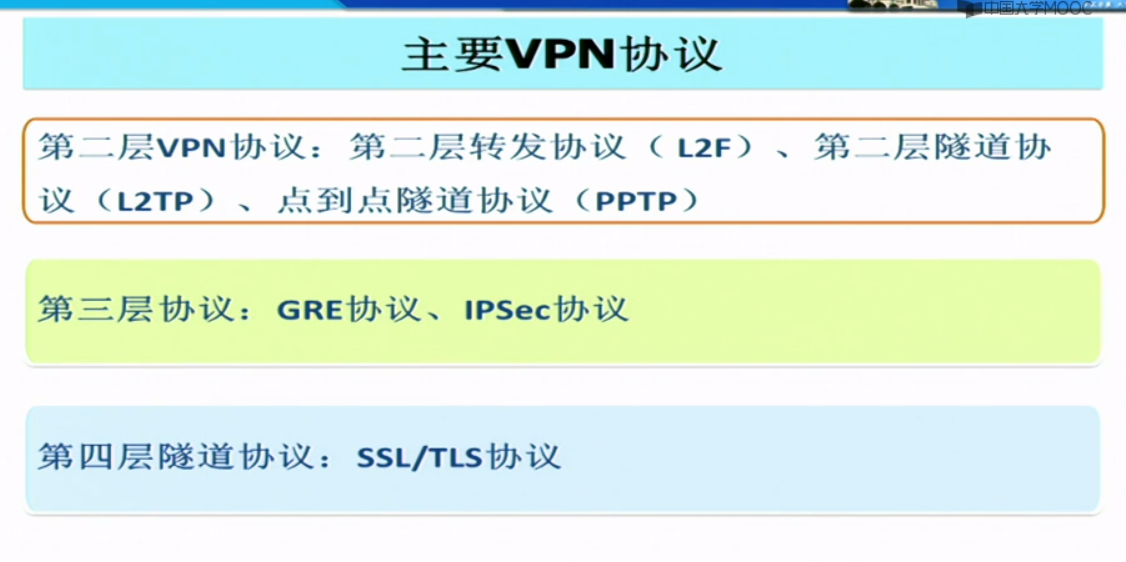 中国大学MOOC
主要VPN协议
第二层VPN协议：第二层转发协议（L2F）、第二层隧道协
议（L2TP）、点到点隧道协议（PPTP）
第三层协议：GRE协议、IPSec协议
第四层隧道协议：SSL/TLS协议